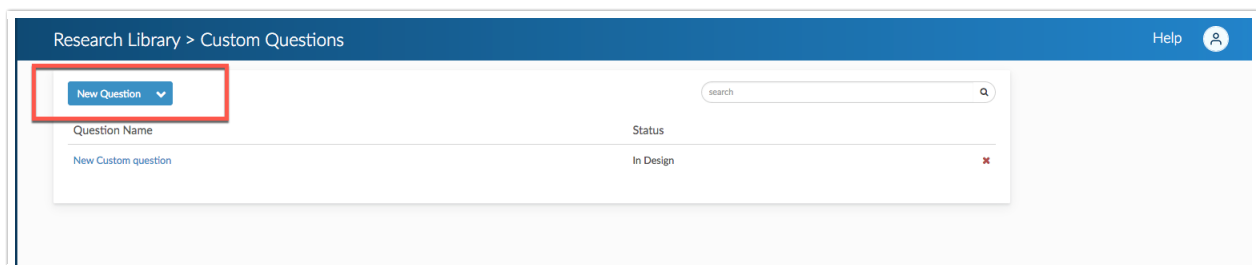 Research Library > Custom Questions
Help
New Question
search
Question Name Status
New Custom question In Design